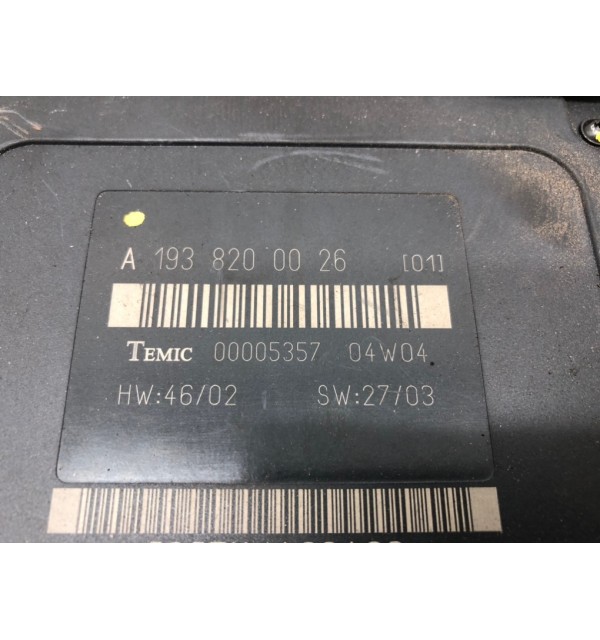 A 193 820 00 26 [01]
TEMIC 00005357 04W04
HW:46/02 SW:27/03